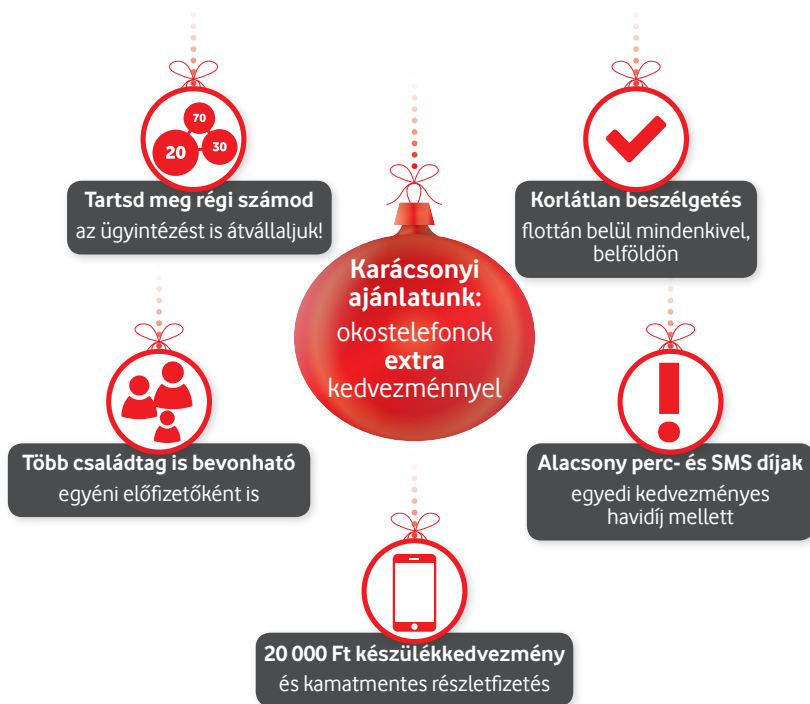 70
20
30
Tartsd meg régi számod
az ügyintézést is átvállaljuk!
Korlátlan beszélgetés
flottán belül mindenkivel,
belföldön
Karácsonyi
ajánlatunk:
okostelefonok
extra
kedvezménnyel
Több családtag is bevonható
egyéni előfizetőként is
Alacsony perc- és SMS díjak
egyedi kedvezményes
havidíj mellett
20 000 Ft készülékkedvezmény
és kamatmentes részletfizetés